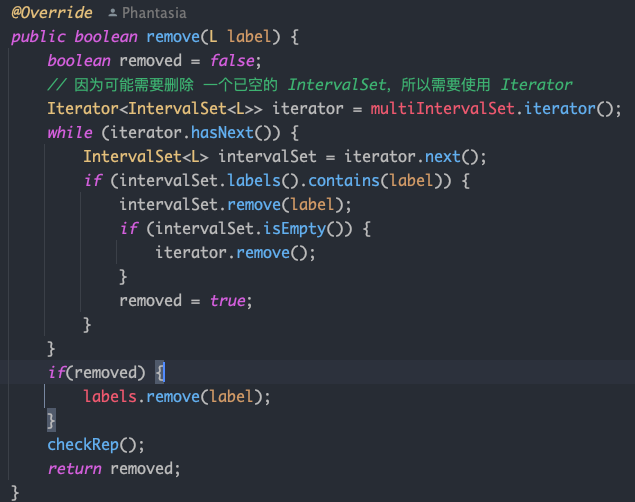 @Override  Phantasia
public boolean remove(L label) {
    boolean removed = false;
    // 因为可能需要删除 一个已空的 IntervalSet, 所以需要使用 Iterator
    Iterator<IntervalSet<L>> iterator = multiIntervalSet.iterator();
    while (iterator.hasNext()) {
        IntervalSet<L> intervalSet = iterator.next();
        if (intervalSet.labels().contains(label)) {
            intervalSet.remove(label);
            if (intervalSet.isEmpty()) {
                iterator.remove();
            }
            removed = true;
        }
    }
    if(removed) {
        labels.remove(label);
    }
    checkRep();
    return removed;
}